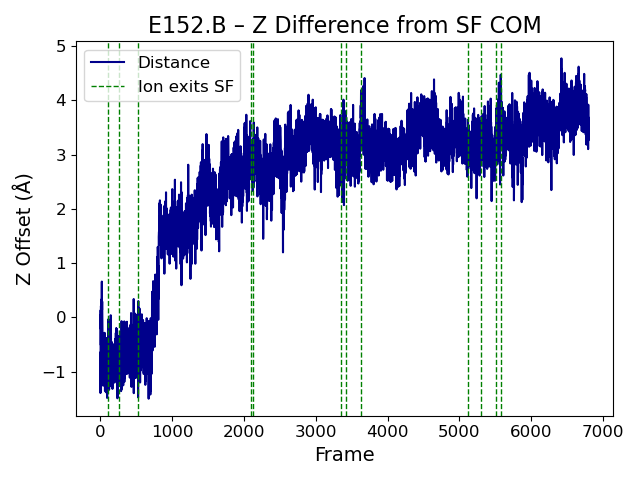 E152.B – Z Difference from SF COM
Distance
Ion exits SF
Z Offset (Å)
5
4
3
2
1
0
−1
0 1000 2000 3000 4000 5000 6000 7000
Frame